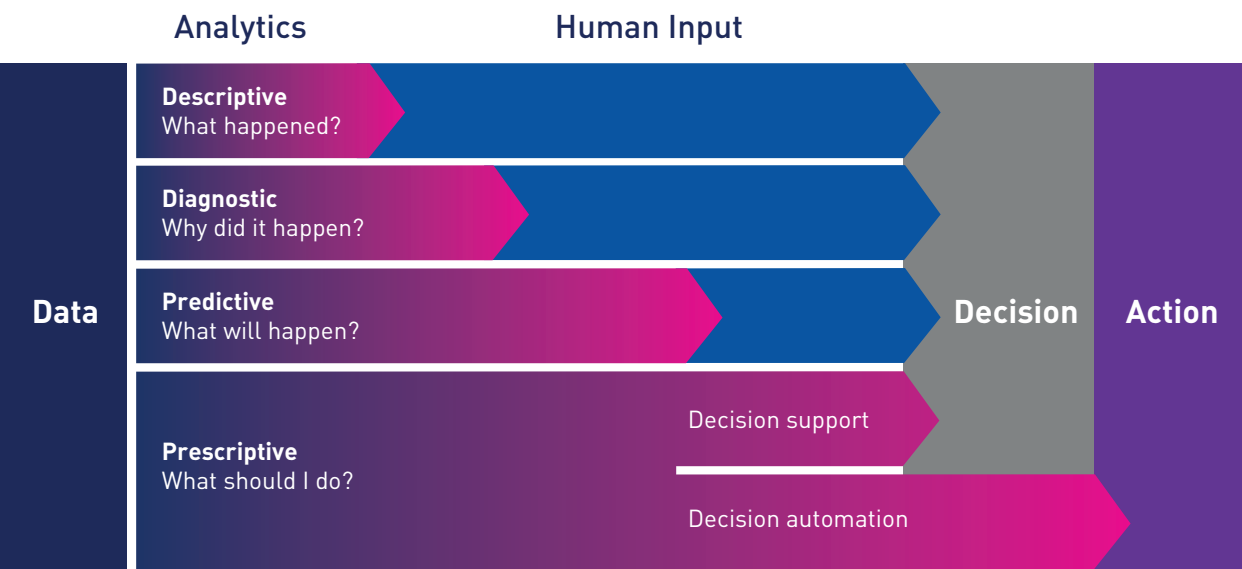 Analytics
Human Input
Data
Descriptive
What happened?
Diagnostic
Why did it happen?
Predictive
What will happen?
Prescriptive
What should I do?
Decision support
Decision automation
Decision
Action